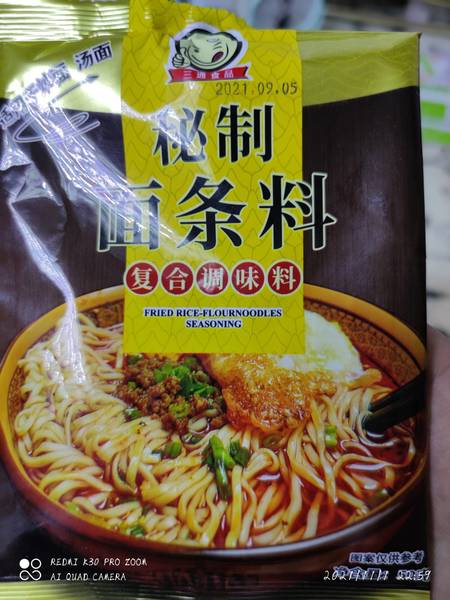 汤面
三通食品
2021.09.05
秘制
面条料
复合调味料
FRIED RICE-FLOURNOODLES
SEASONING
图案仅供参考
REDMI K30 PRO ZOOM
AI QUAD CAMERA